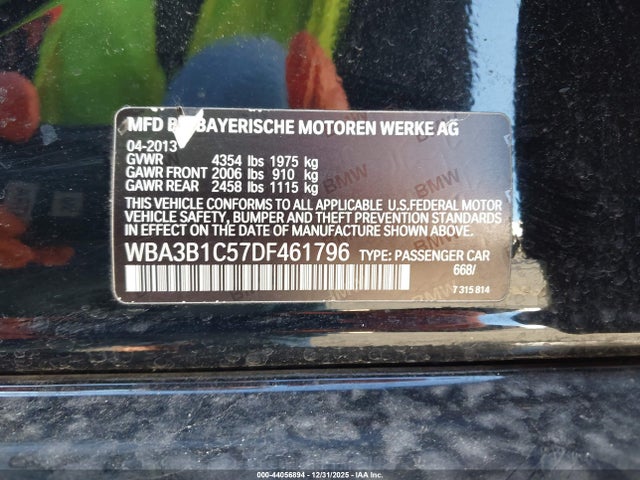 MFD BAYERISCHE MOTOREN WERKE AG
04-2013
GVWR 4354 lbs 1975 kg
GAWR FRONT 2006 lbs 910 kg
GAWR REAR 2458 lbs 1115 kg
THIS VEHICLE CONFORMS TO ALL APPLICABLE U.S.FEDERAL MOTOR
VEHICLE SAFETY, BUMPER AND THEFT PREVENTION STANDARDS
IN EFFECT ON THE DATE OF MANUFACTURE SHOWN ABOVE.
WBA3B1C57DF461796 TYPE: PASSENGER CAR
668/
7 315 814
BMW
BMW
BMW
000-44056894 - 12/31/2025 - IAA Inc.